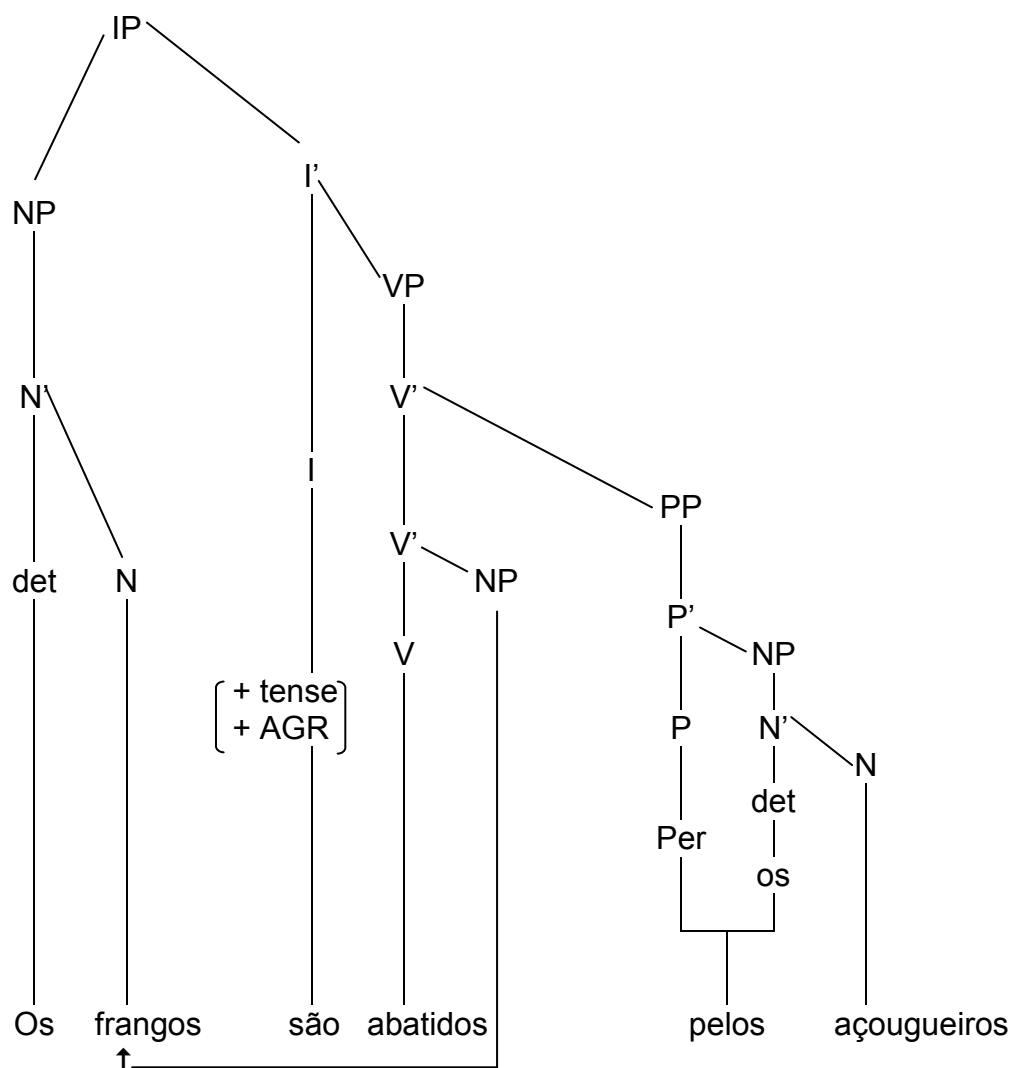 IP
I’
NP
VP
N’ V’
I
PP
V’
det N NP
P’
V NP
+ tense
+ AGR P N’
N
det
Per
os
Os frangos são abatidos pelos açougueiros